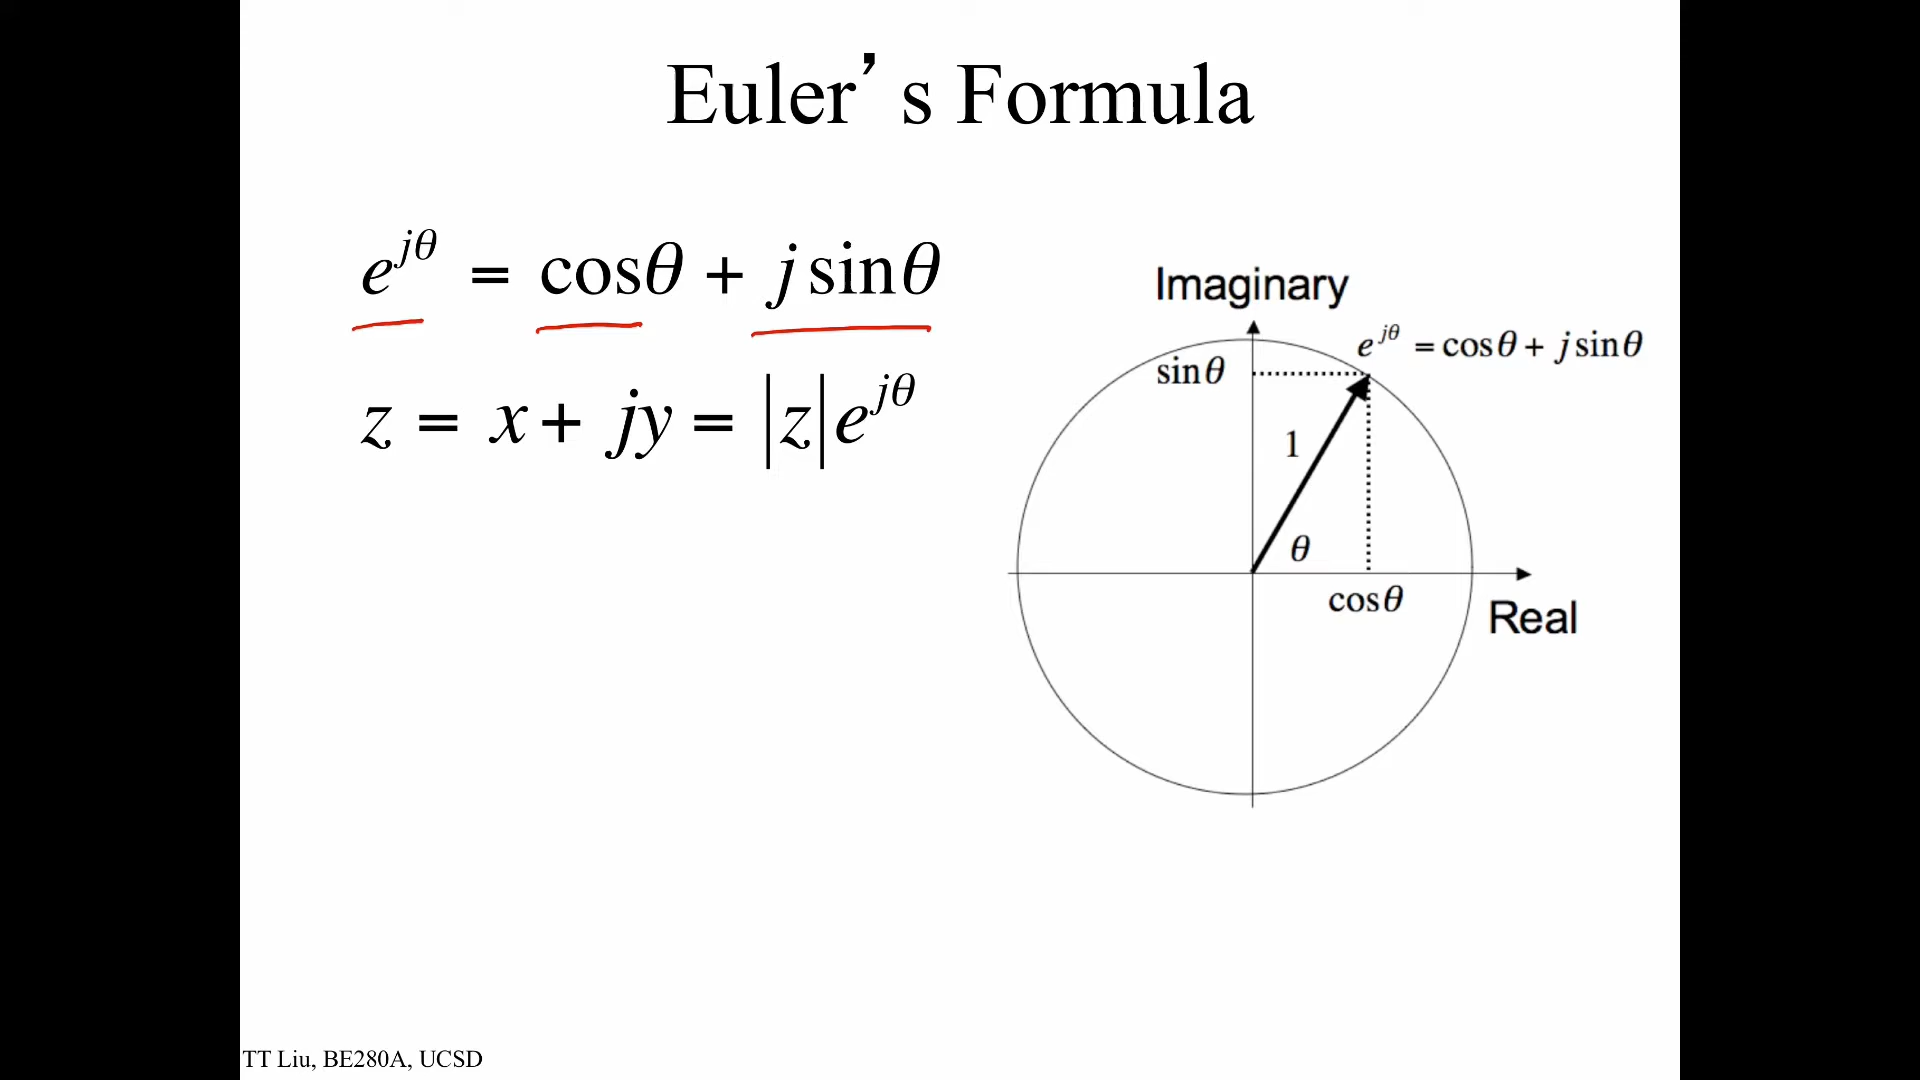 Euler’s Formula
e^{jθ} = cosθ + j sinθ
z = x + jy = |z| e^{jθ}
Imaginary
e^{jθ} = cosθ + j sinθ
sinθ
1
θ
cosθ
Real
TT Liu, BE280A, UCSD